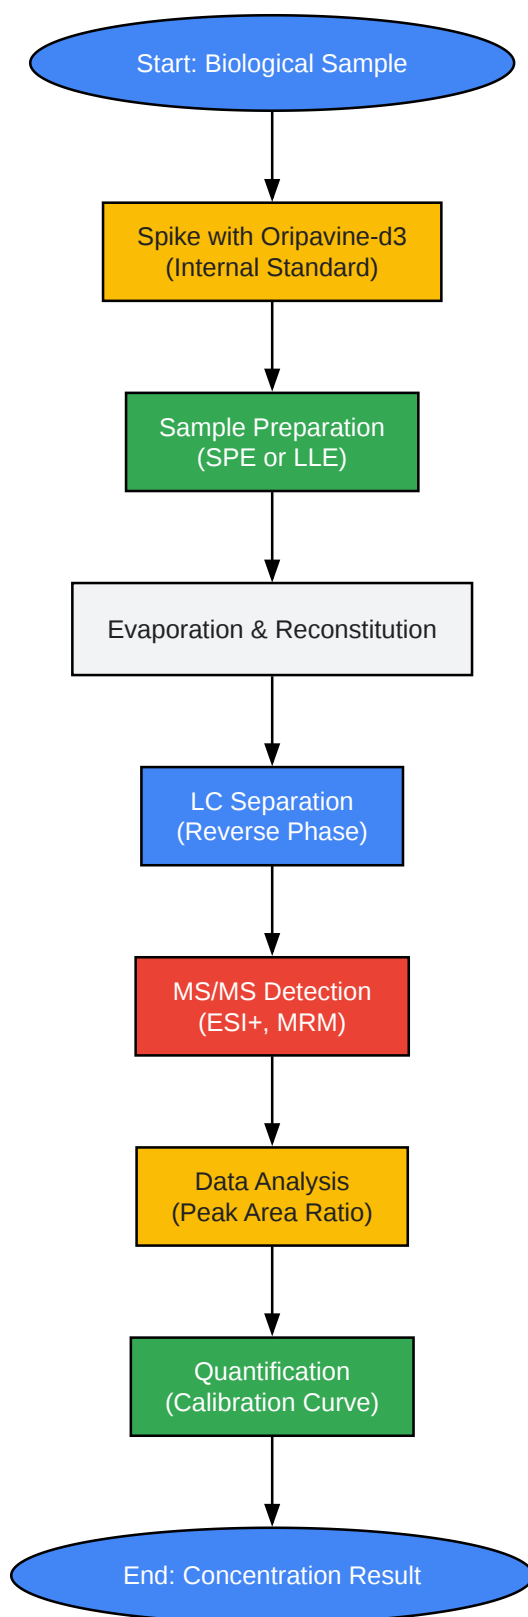 Start: Biological Sample
Spike with Oripavine-d3
(Internal Standard)
Sample Preparation
(SPE or LLE)
Evaporation & Reconstitution
LC Separation
(Reverse Phase)
MS/MS Detection
(ESI+, MRM)
Data Analysis
(Peak Area Ratio)
Quantification
(Calibration Curve)
End: Concentration Result